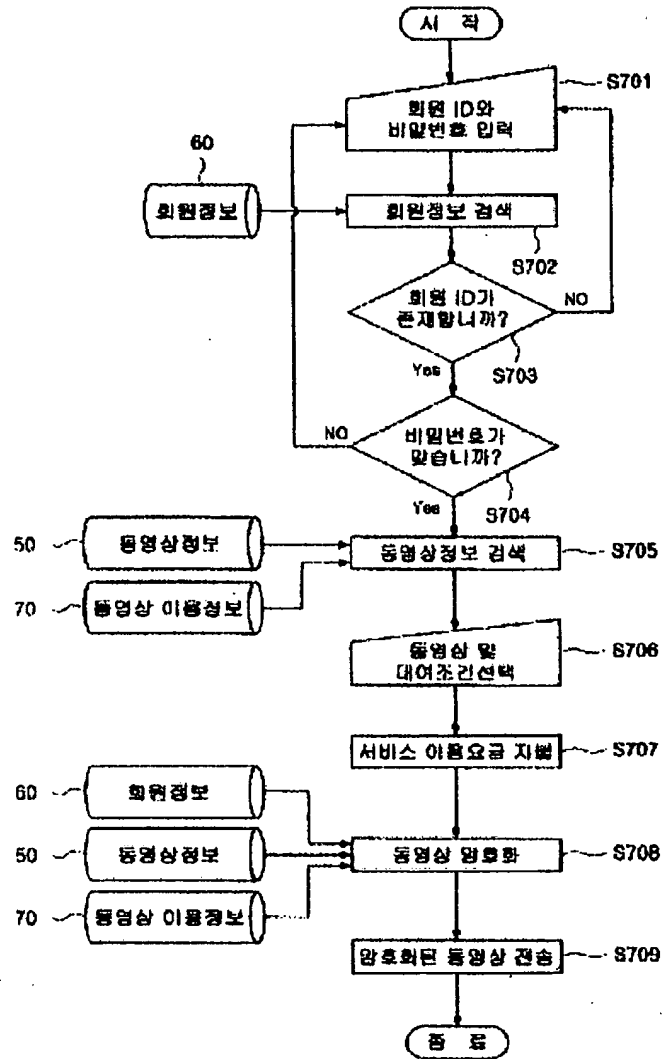 시 작
회원 ID와
비밀번호 입력
S701
60
회원정보
회원정보 검색
S702
회원 ID가
존재합니까?
NO
S703
Yes
비밀번호가
맞습니까?
NO
S704
Yes
50
동영상정보
동영상정보 검색
S705
70
동영상 이용정보
동영상 및
대여조건선택
S706
서비스 이용요금 지불
S707
60
회원정보
50
동영상정보
동영상 암호화
S708
70
동영상 이용정보
암호화된 동영상 전송
S709
종 료